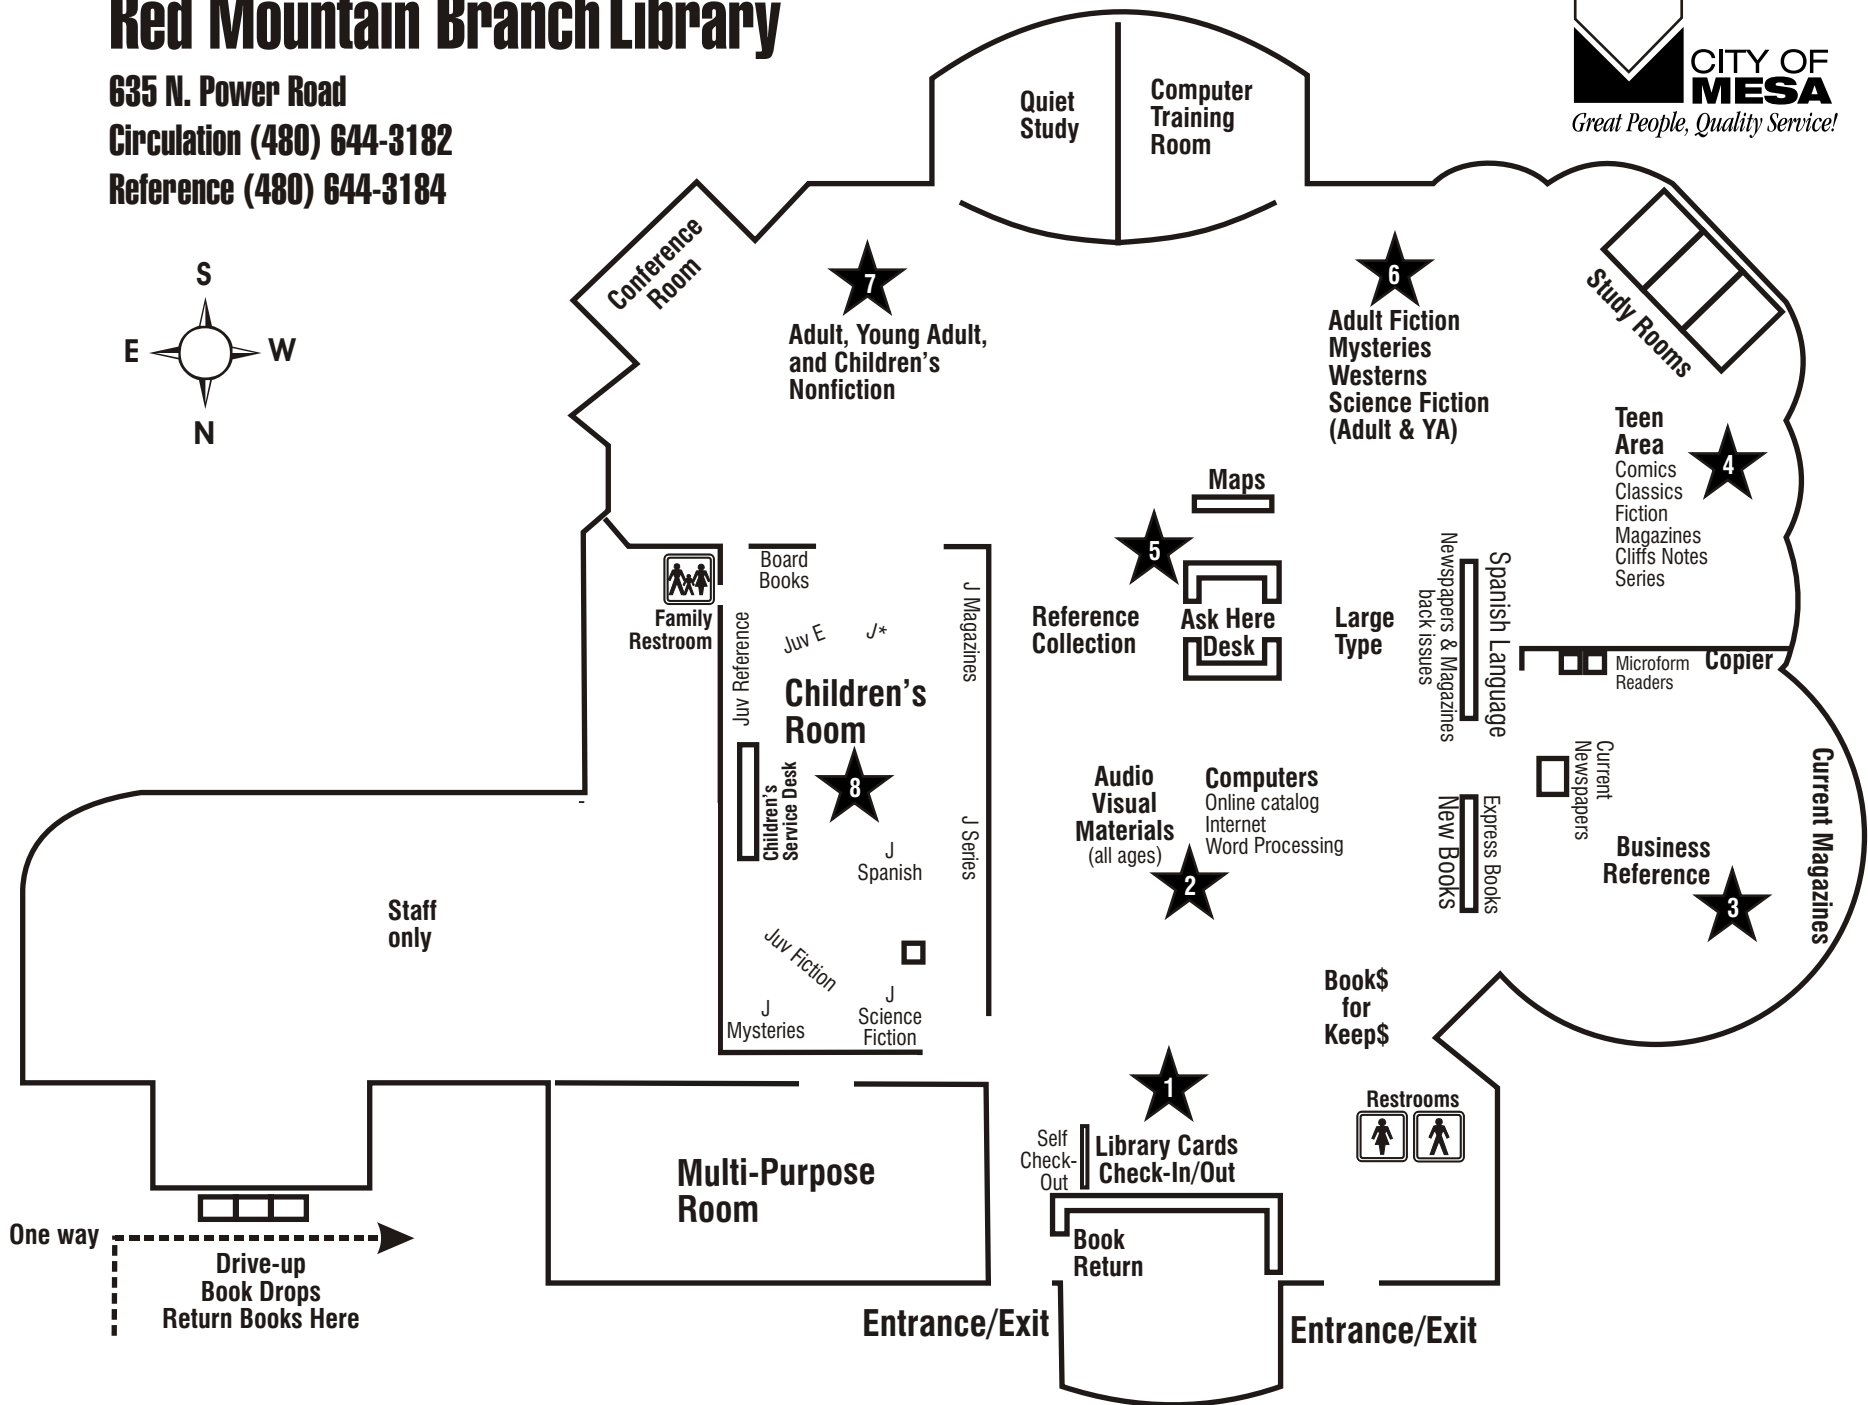 Red Mountain Branch Library
635 N. Power Road
Circulation (480) 644-3182
Reference (480) 644-3184
CITY OF
MESA
Great People, Quality Service!
S
E
W
N
Quiet
Study
Computer
Training
Room
Conference
Room
7
Adult, Young Adult,
and Children's
Nonfiction
6
Adult Fiction
Mysteries
Westerns
Science Fiction
(Adult & YA)
Study Rooms
Teen
Area
Comics
Classics
Fiction
Magazines
Cliffs Notes
Series
4
Maps
5
Reference
Collection
Ask Here
Desk
Large
Type
Newspapers & Magazines
back issues
Spanish Language
Microform
Readers
Copier
Family
Restroom
Board
Books
Juv Reference
Juv E
J*
J Magazines
Children's
Room
8
Children's
Service Desk
J
Spanish
J Series
Juv Fiction
J
Mysteries
J
Science
Fiction
Audio
Visual
Materials
(all ages)
Computers
Online catalog
Internet
Word Processing
2
New Books
Express Books
Current
Newspapers
Business
Reference
3
Current Magazines
Staff
only
Book$
for
Keep$
1
Self
Check-
Out
Library Cards
Check-In/Out
Restrooms
Multi-Purpose
Room
Book
Return
One way
Drive-up
Book Drops
Return Books Here
Entrance/Exit
Entrance/Exit